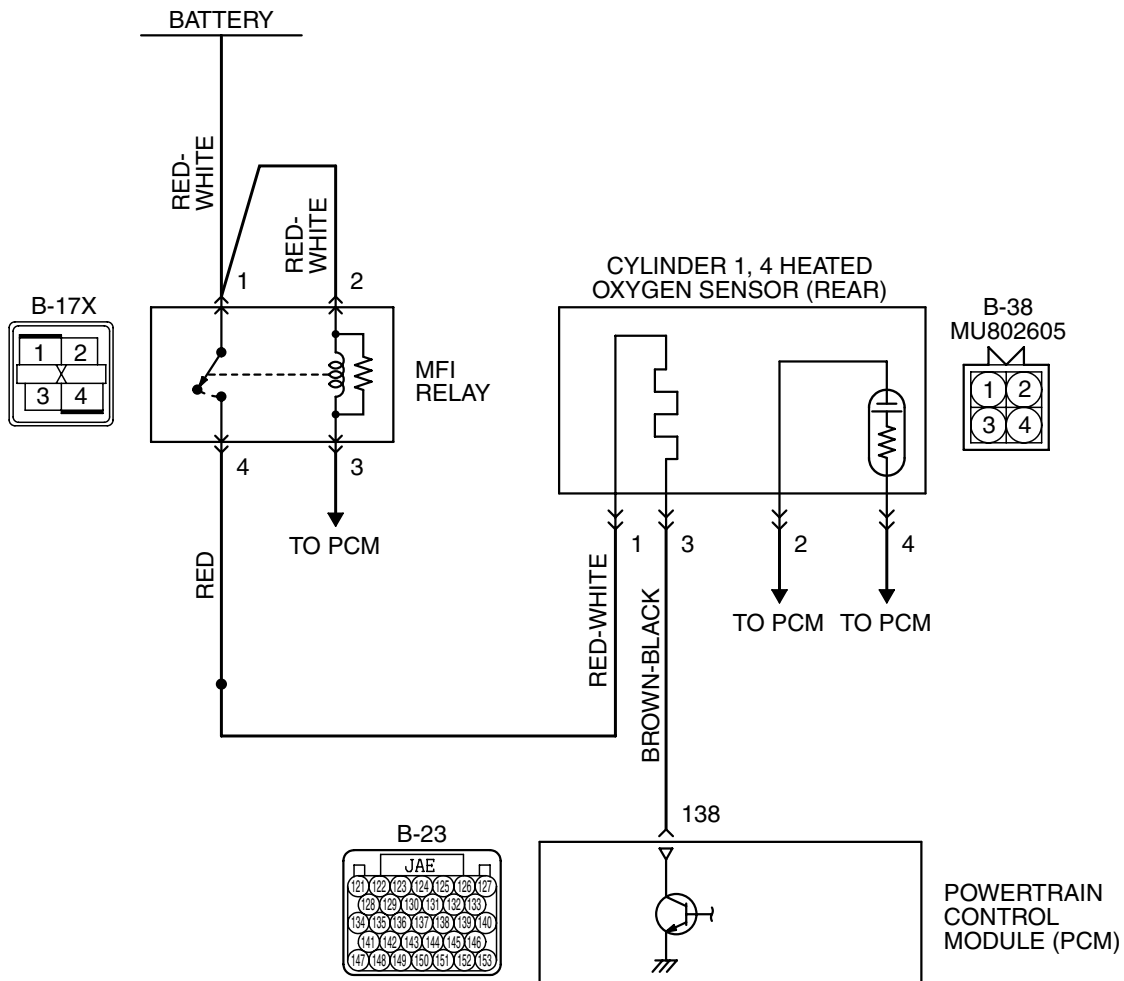 BATTERY
RED-
WHITE
RED-
WHITE
1
2
B-17X
1 2
X
3 4
MFI
RELAY
4
3
TO PCM
RED
CYLINDER 1, 4 HEATED
OXYGEN SENSOR (REAR)
B-38
MU802605
1 2
3 4
1
3
2
4
RED-WHITE
BROWN-BLACK
TO PCM
TO PCM
138
B-23
JAE
121 122 123 124 125 126 127
128 129 130 131 132 133
134 135 136 137 138 139 140
141 142 143 144 145 146
147 148 149 150 151 152 153
POWERTRAIN
CONTROL
MODULE (PCM)